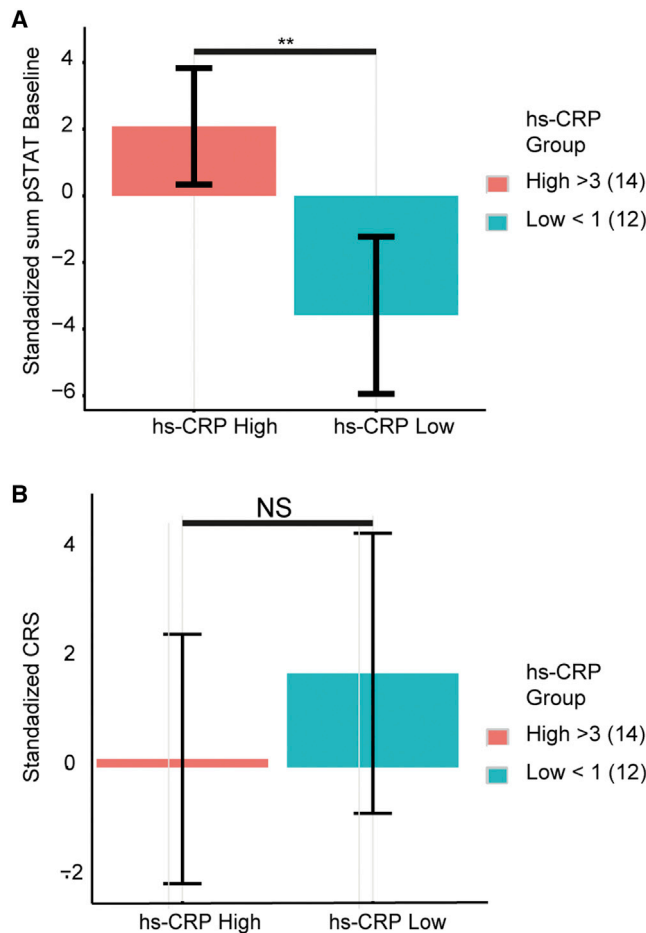 A
**
Standadized sum pSTAT Baseline
4
2
0
−2
−4
−6
hs-CRP High
hs-CRP Low
hs-CRP
Group
High >3 (14)
Low < 1 (12)
B
NS
Standadized CRS
4
2
0
-2
hs-CRP High
hs-CRP Low
hs-CRP
Group
High >3 (14)
Low < 1 (12)